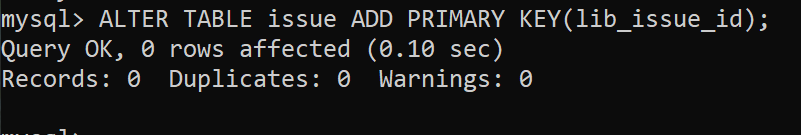 mysql> ALTER TABLE issue ADD PRIMARY KEY(lib_issue_id);
Query OK, 0 rows affected (0.10 sec)
Records: 0  Duplicates: 0  Warnings: 0
mysql>